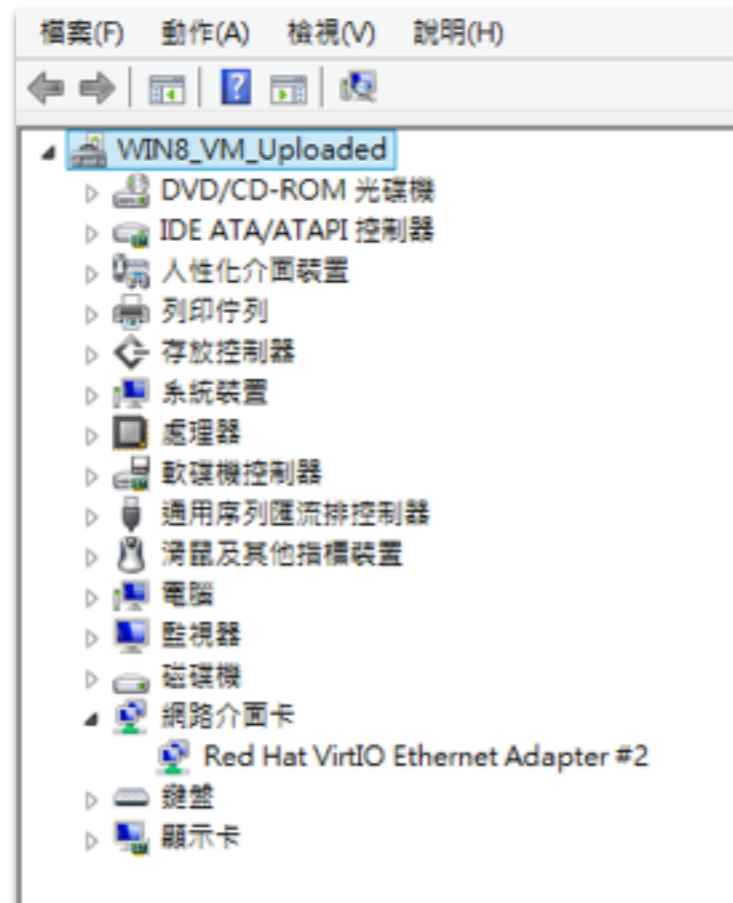 檔案(F) 動作(A) 檢視(V) 說明(H)
WIN8_VM_Uploaded
DVD/CD-ROM 光碟機
IDE ATA/ATAPI 控制器
人性化介面裝置
列印佇列
存放控制器
系統裝置
處理器
軟碟機控制器
通用序列匯流排控制器
滑鼠及其他指標裝置
電腦
監視器
磁碟機
網路介面卡
Red Hat VirtIO Ethernet Adapter #2
鍵盤
顯示卡